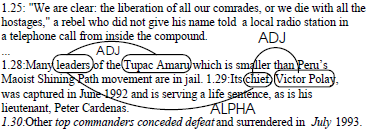 1.25: "We are clear: the liberation of all our comrades, or we die with all the
hostages," a rebel who did not give his name told a local radio station in
a telephone call from inside the compound.
ADJ
ADJ
...
1.28:Many leaders of the Tupac Amaru which is smaller than Peru's
Maoist Shining Path movement are in jail. 1.29:Its chief, Victor Polay,
was captured in June 1992 and is serving a life sentence, as is his
lieutenant, Peter Cardenas.
ALPHA
1.30:Other top commanders conceded defeat and surrendered in July 1993.